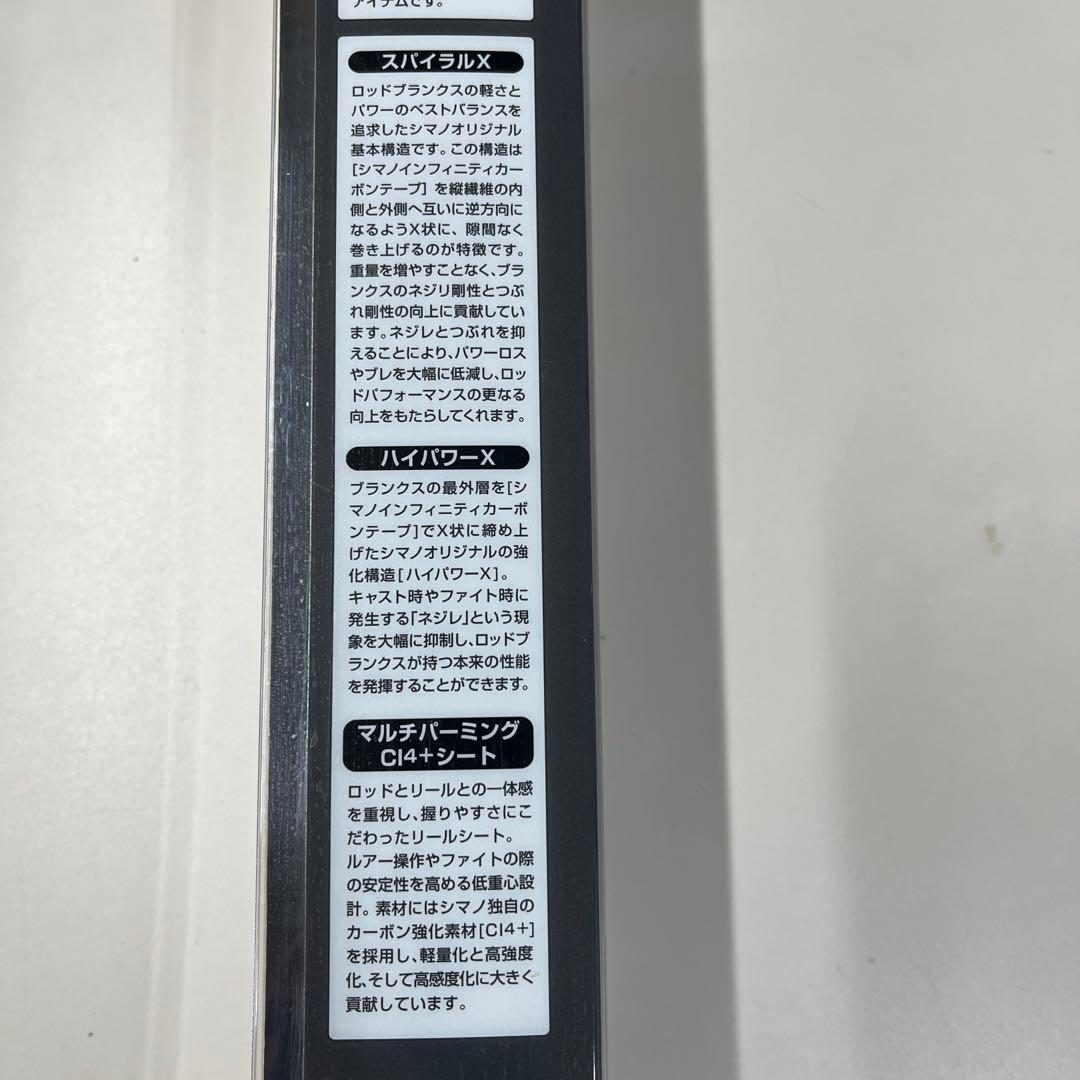 アイテムです。
スパイラルX
ロッドブランクスの軽さと
パワーのベストバランスを
追求したシマノオリジナル
基本構造です。この構造は
[シマノインフィニティカー
ボンテープ] を縦繊維の内
側と外側へ互いに逆方向に
なるようX状に、隙間なく
巻き上げるのが特徴です。
重量を増やすことなく、ブラ
ンクスのネジリ剛性とつぶ
れ剛性の向上に貢献してい
ます。ネジレとつぶれを抑
えることにより、パワーロス
やブレを大幅に低減し、ロッ
ドパフォーマンスの更なる
向上をもたらしてくれます。
ハイパワーX
ブランクスの最外層を[シ
マノインフィニティカーボ
ンテープ]でX状に締め上
げたシマノオリジナルの強
化構造[ハイパワーX]。
キャスト時やファイト時に
発生する「ネジレ」という現
象を大幅に抑制し、ロッドブ
ランクスが持つ本来の性能
を発揮することができます。
マルチパーミング
CI4+シート
ロッドとリールとの一体感
を重視し、握りやすさにこ
だわったリールシート。
ルアー操作やファイトの際
の安定性を高める低重心設
計。素材にはシマノ独自の
カーボン強化素材[CI4+]
を採用し、軽量化と高強度
化、そして高感度化に大きく
貢献しています。